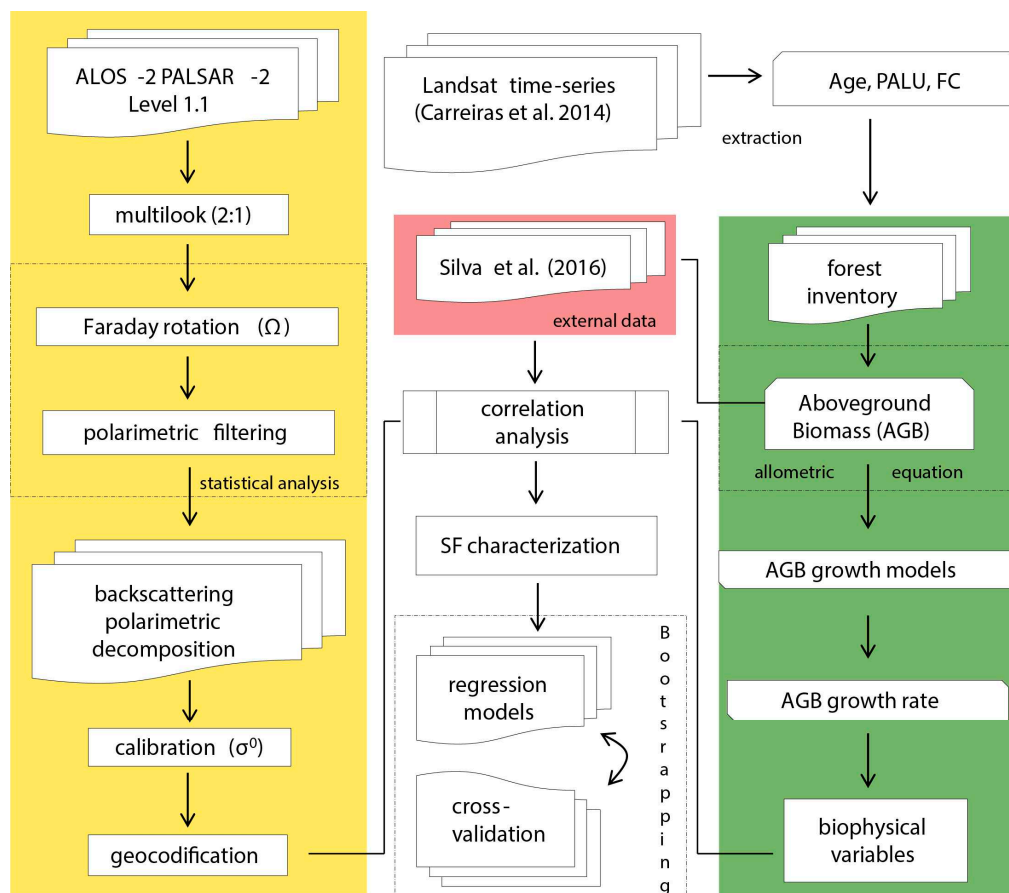 ALOS -2 PALSAR -2
Level 1.1
multilook (2:1)
Faraday rotation (Ω)
polarimetric filtering
statistical analysis
backscattering
polarimetric
decomposition
calibration (σ⁰)
geocodification
Landsat time-series
(Carreiras et al. 2014)
extraction
Age, PALU, FC
Silva et al. (2016)
external data
correlation
analysis
SF characterization
regression
models
cross-
validation
Bootsrapping
forest
inventory
Aboveground
Biomass (AGB)
allometric equation
AGB growth models
AGB growth rate
biophysical
variables